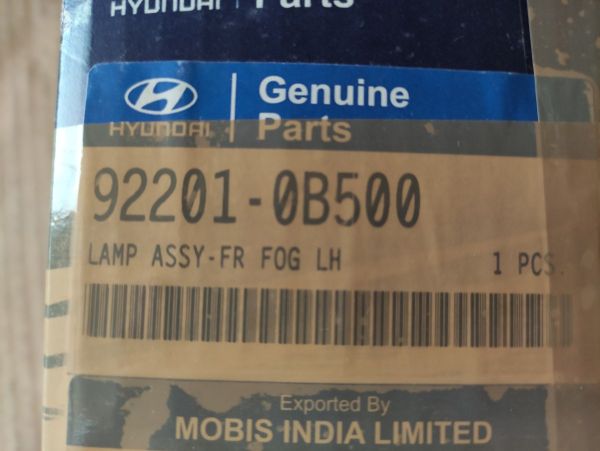 HYUNDAI Parts
HYUNDAI Genuine
Parts
92201-0B500
LAMP ASSY-FR FOG LH 1 PCS.
Exported By
MOBIS INDIA LIMITED